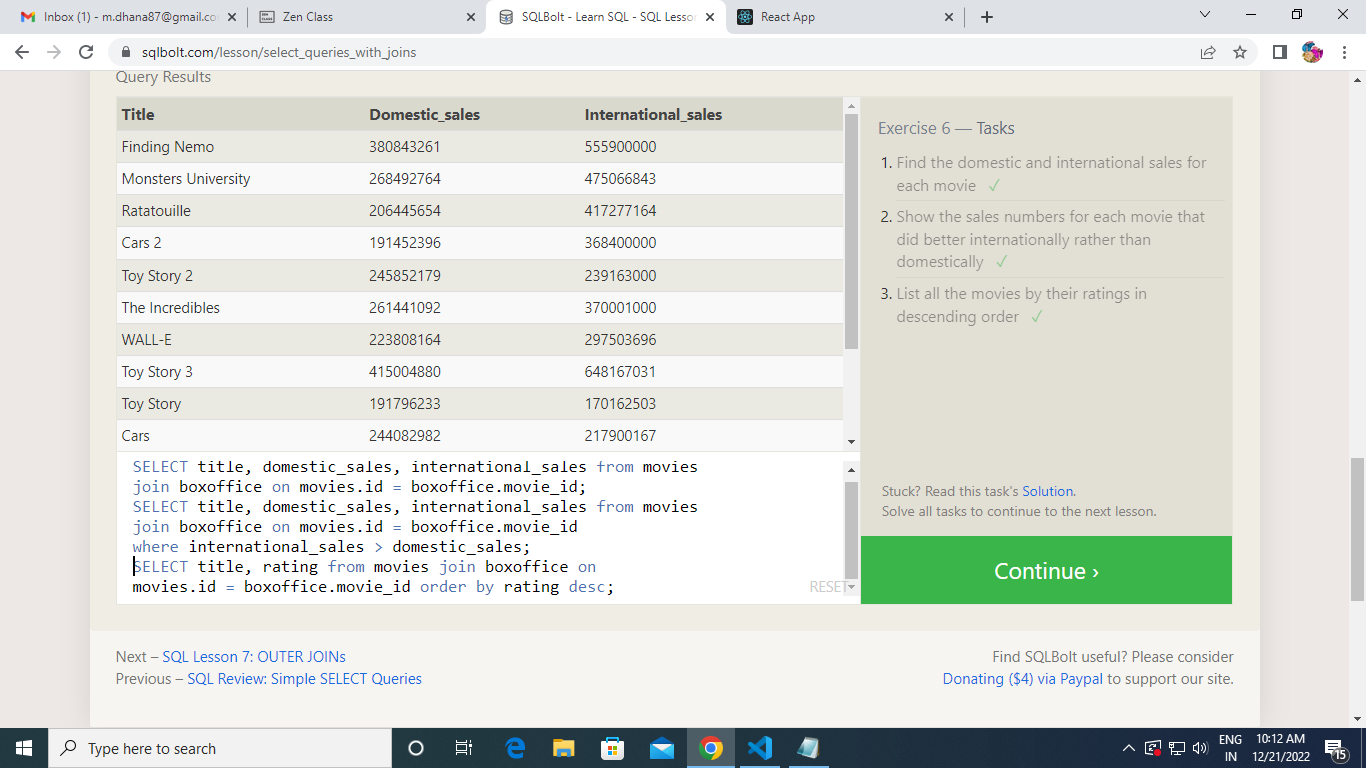 Inbox (1) - m.dhana87@gmail.co
Zen Class
SQLBolt - Learn SQL - SQL Lesso
React App
sqlbolt.com/lesson/select_queries_with_joins
Query Results
Title Domestic_sales International_sales
Finding Nemo 380843261 555900000
Monsters University 268492764 475066843
Ratatouille 206445654 417277164
Cars 2 191452396 368400000
Toy Story 2 245852179 239163000
The Incredibles 261441092 370001000
WALL-E 223808164 297503696
Toy Story 3 415004880 648167031
Toy Story 191796233 170162503
Cars 244082982 217900167
SELECT title, domestic_sales, international_sales from movies
join boxoffice on movies.id = boxoffice.movie_id;
SELECT title, domestic_sales, international_sales from movies
join boxoffice on movies.id = boxoffice.movie_id
where international_sales > domestic_sales;
SELECT title, rating from movies join boxoffice on
movies.id = boxoffice.movie_id order by rating desc;
RESET
Exercise 6 — Tasks
1. Find the domestic and international sales for
each movie ✓
2. Show the sales numbers for each movie that
did better internationally rather than
domestically ✓
3. List all the movies by their ratings in
descending order ✓
Stuck? Read this task's Solution.
Solve all tasks to continue to the next lesson.
Continue ›
Next – SQL Lesson 7: OUTER JOINs
Previous – SQL Review: Simple SELECT Queries
Find SQLBolt useful? Please consider
Donating ($4) via Paypal to support our site.
Type here to search
ENG
IN
10:12 AM
12/21/2022
15